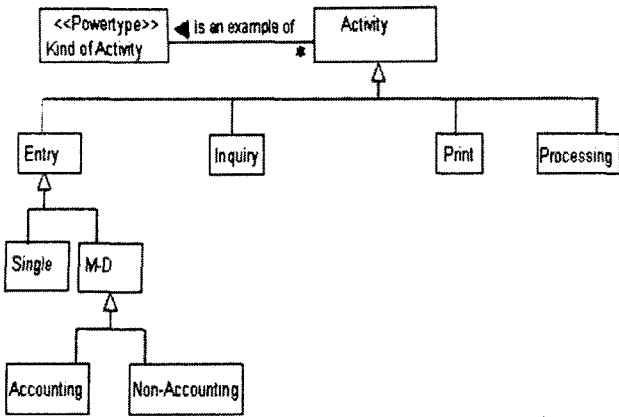 <<Powertype>>
Kind of Activity
is an example of
*
Activity
Entry
Inquiry
Print
Processing
Single
M-D
Accounting
Non-Accounting